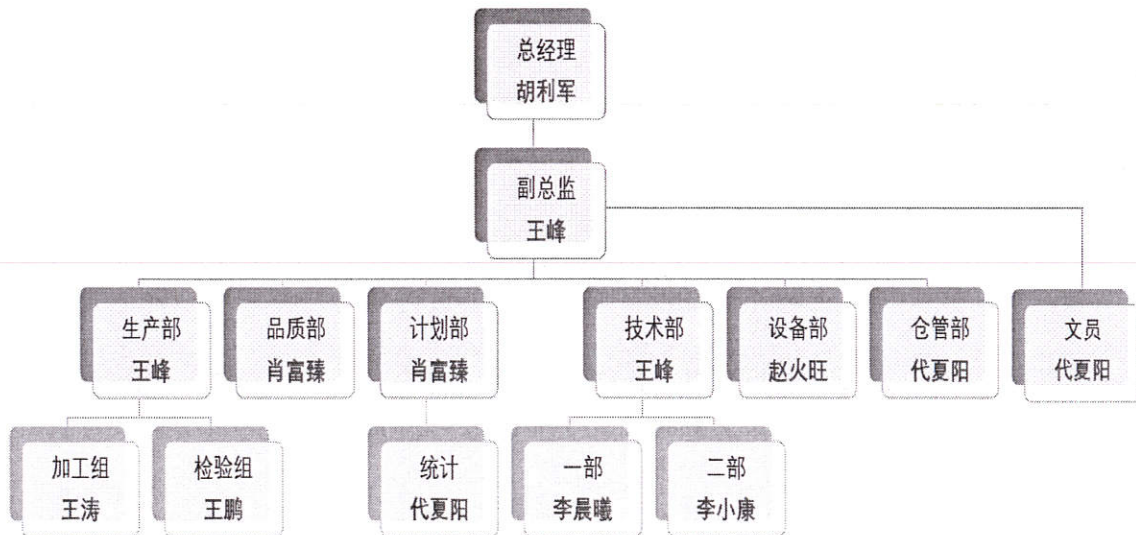 总经理
胡利军
副总监
王峰
生产部
王峰
品质部
肖富臻
计划部
肖富臻
技术部
王峰
设备部
赵火旺
仓管部
代夏阳
文员
代夏阳
加工组
王涛
检验组
王鹏
统计
代夏阳
一部
李晨曦
二部
李小康